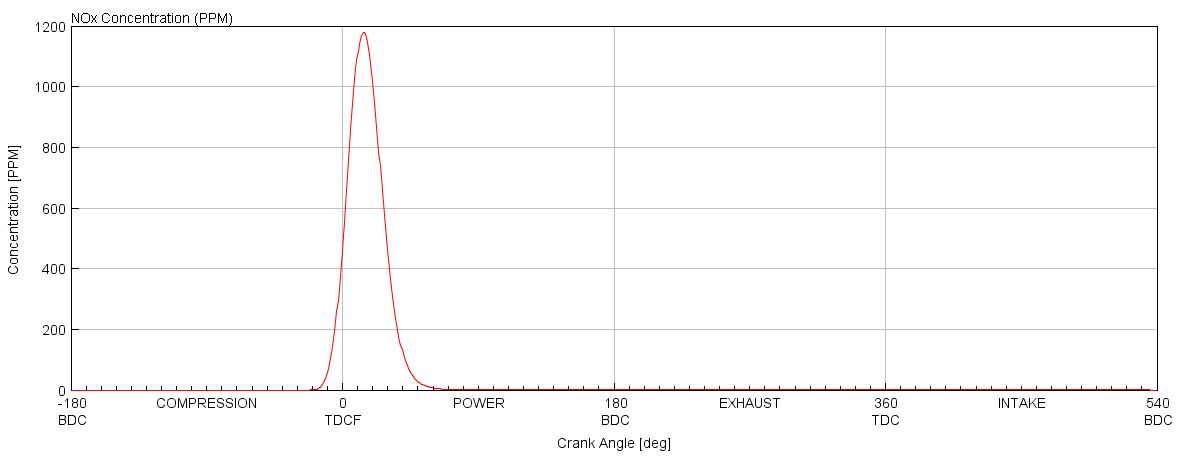 NOx Concentration (PPM)
1200
1000
800
600
400
200
0
Concentration [PPM]
-180 COMPRESSION 0 POWER 180 EXHAUST 360 INTAKE 540
BDC TDCF BDC TDC BDC
Crank Angle [deg]